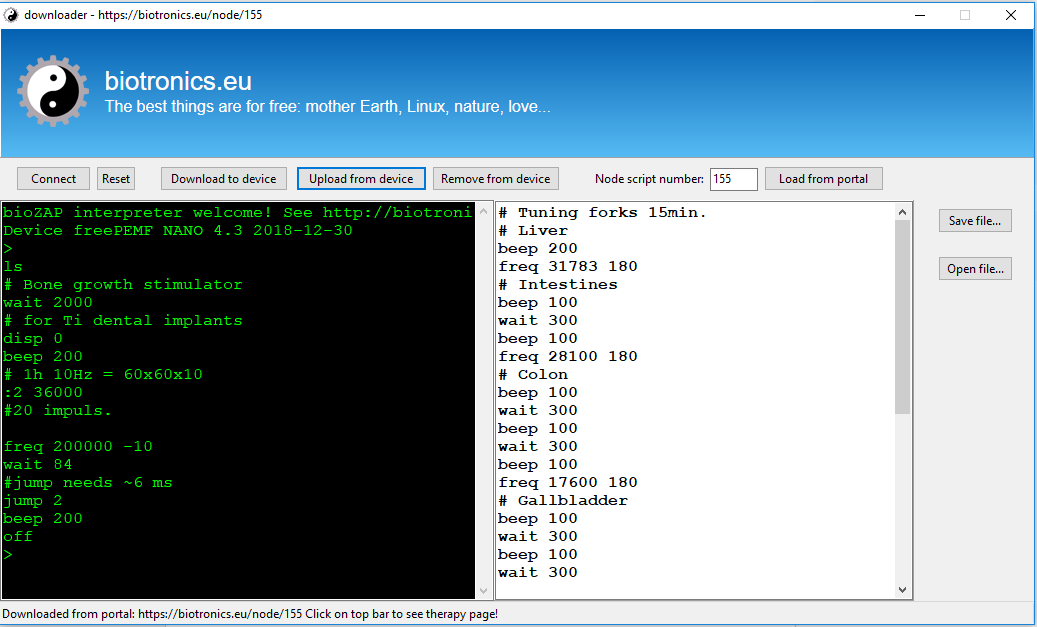 downloader - https://biotronics.eu/node/155
biotronics.eu
The best things are for free: mother Earth, Linux, nature, love...
Connect
Reset
Download to device
Upload from device
Remove from device
Node script number:
155
Load from portal
bioZAP interpreter welcome! See http://biotroni
Device freePEMF NANO 4.3 2018-12-30
>
ls
# Bone growth stimulator
wait 2000
# for Ti dental implants
disp 0
beep 200
# 1h 10Hz = 60x60x10
:2 36000
#20 impuls.
freq 200000 -10
wait 84
#jump needs ~6 ms
jump 2
beep 200
off
>
# Tuning forks 15min.
# Liver
beep 200
freq 31783 180
# Intestines
beep 100
wait 300
beep 100
freq 28100 180
# Colon
beep 100
wait 300
beep 100
wait 300
beep 100
freq 17600 180
# Gallbladder
beep 100
wait 300
beep 100
wait 300
Save file...
Open file...
Downloaded from portal: https://biotronics.eu/node/155 Click on top bar to see therapy page!